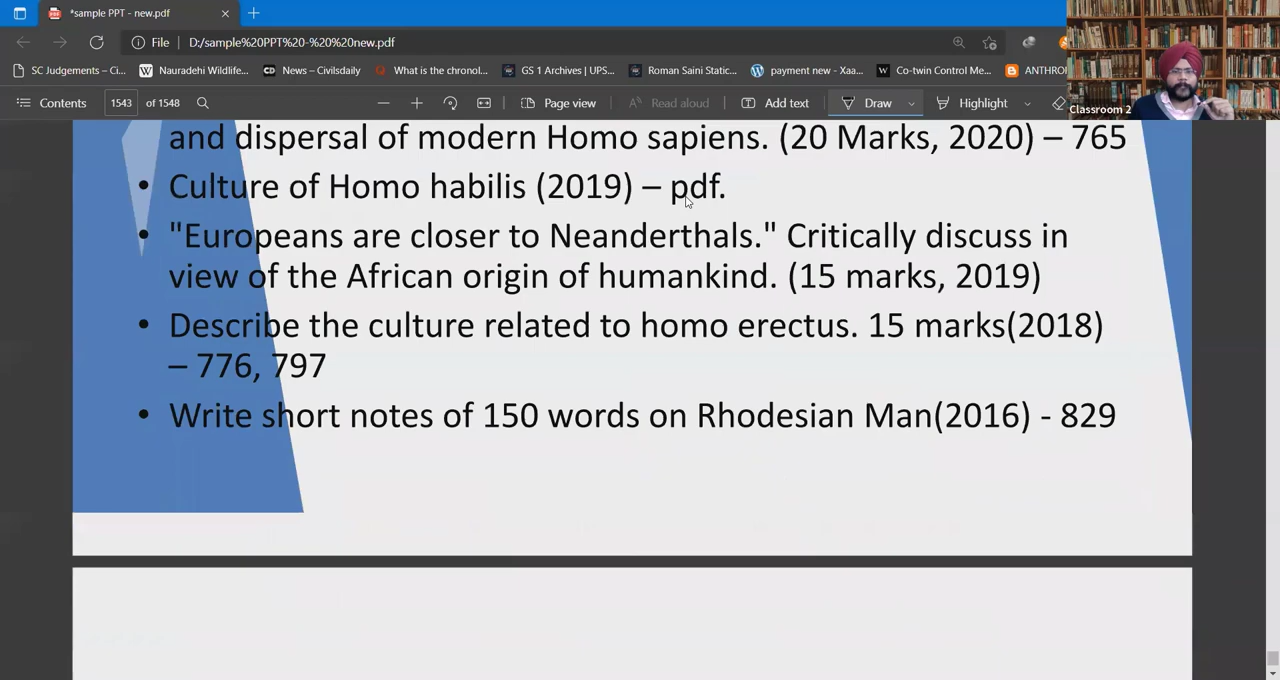 *sample PPT - new.pdf
File D:/sample%20PPT%20-%20%20new.pdf
SC Judgements – Ci... Nauradehi Wildlife... News – Civilsdaily What is the chronol... GS 1 Archives | UPS... Roman Saini Static... payment new - Xaa... Co-twin Control Me... ANTHRO
Contents 1543 of 1548 Page view Read aloud Add text Draw Highlight
Classroom 2
and dispersal of modern Homo sapiens. (20 Marks, 2020) – 765
• Culture of Homo habilis (2019) – pdf.
• "Europeans are closer to Neanderthals." Critically discuss in
view of the African origin of humankind. (15 marks, 2019)
• Describe the culture related to homo erectus. 15 marks(2018)
– 776, 797
• Write short notes of 150 words on Rhodesian Man(2016) - 829